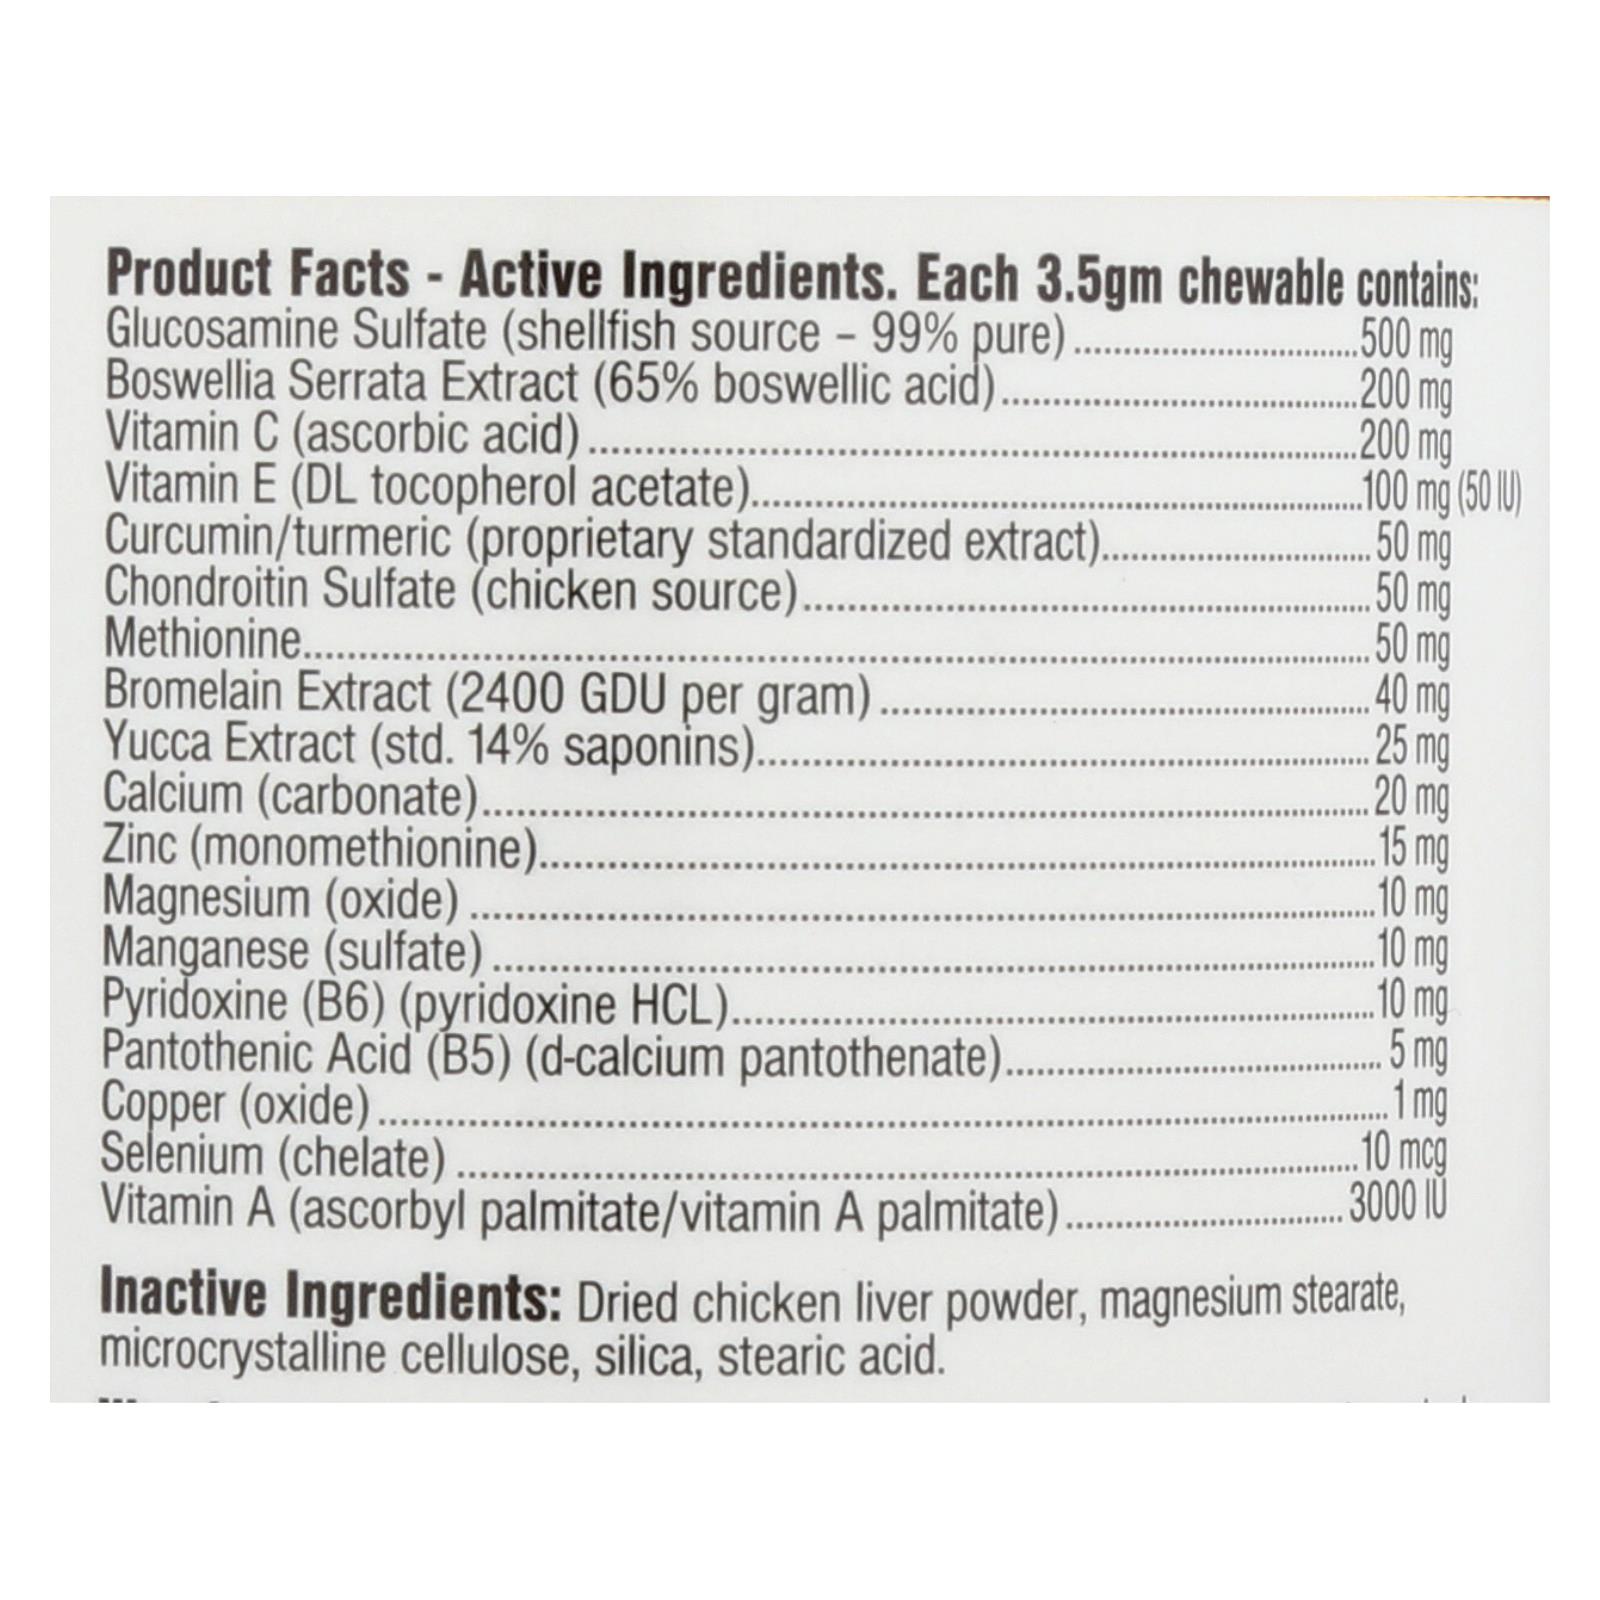 Product Facts - Active Ingredients. Each 3.5gm chewable contains:
Glucosamine Sulfate (shellfish source – 99% pure) ..............................500 mg
Boswellia Serrata Extract (65% boswellic acid)......................................200 mg
Vitamin C (ascorbic acid) ......................................................................200 mg
Vitamin E (DL tocopherol acetate)........................................................100 mg (50 IU)
Curcumin/turmeric (proprietary standardized extract)........................... 50 mg
Chondroitin Sulfate (chicken source)..................................................... 50 mg
Methionine............................................................................................ 50 mg
Bromelain Extract (2400 GDU per gram) .............................................. 40 mg
Yucca Extract (std. 14% saponins)........................................................ 25 mg
Calcium (carbonate)............................................................................. 20 mg
Zinc (monomethionine).........................................................................15 mg
Magnesium (oxide) ..............................................................................10 mg
Manganese (sulfate) ............................................................................10 mg
Pyridoxine (B6) (pyridoxine HCL)..........................................................10 mg
Pantothenic Acid (B5) (d-calcium pantothenate)................................... 5 mg
Copper (oxide) .....................................................................................1 mg
Selenium (chelate) ..............................................................................10 mcg
Vitamin A (ascorbyl palmitate/vitamin A palmitate) ............................. 3000 IU
Inactive Ingredients: Dried chicken liver powder, magnesium stearate,
microcrystalline cellulose, silica, stearic acid.